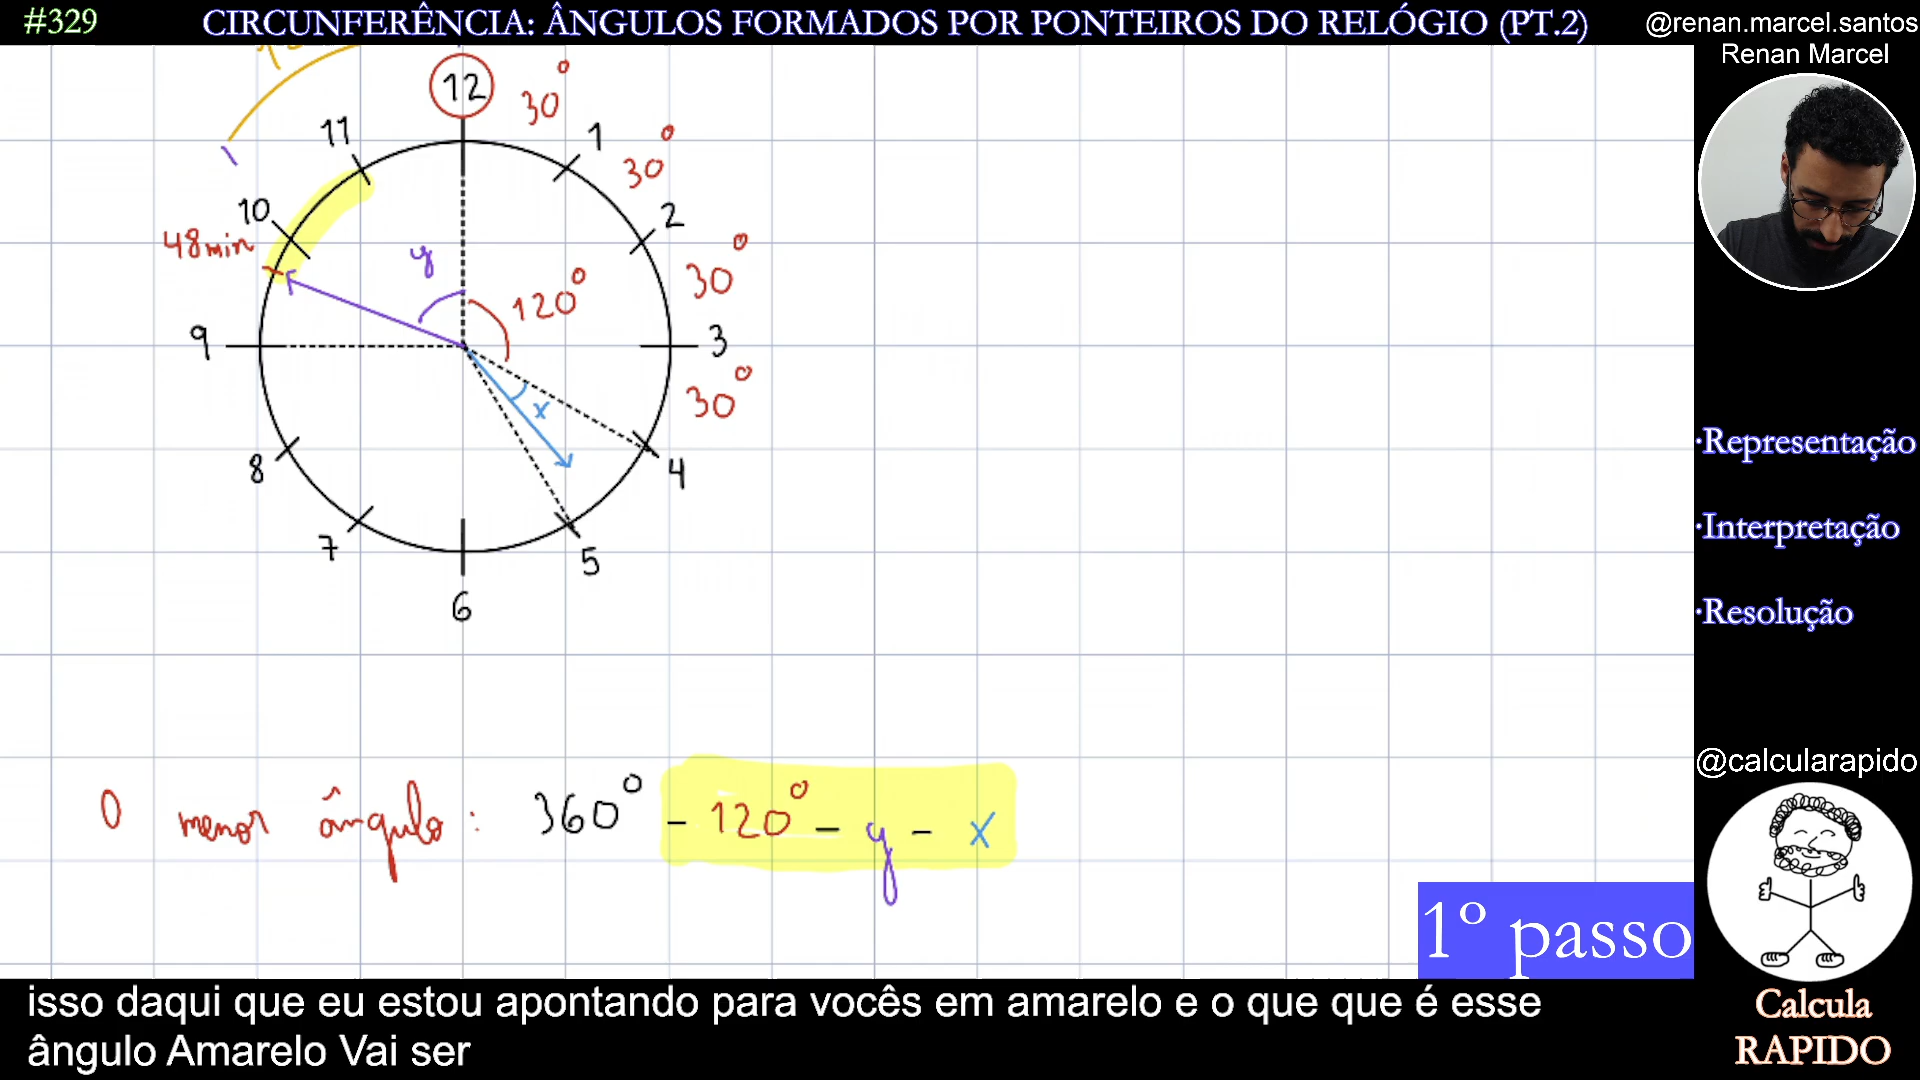 #329
CIRCUNFERÊNCIA: ÂNGULOS FORMADOS POR PONTEIROS DO RELÓGIO (PT.2)
@renan.marcel.santos
Renan Marcel
12
30°
11
1
30°
10
2
48min
y
30°
120°
9
3
30°
x
8
4
7
5
6
·Representação
·Interpretação
·Resolução
@calcularapido
O menor ângulo: 360° - 120° - y - x
1º passo
isso daqui que eu estou apontando para vocês em amarelo e o que que é esse
ângulo Amarelo Vai ser
Calcula
RAPIDO